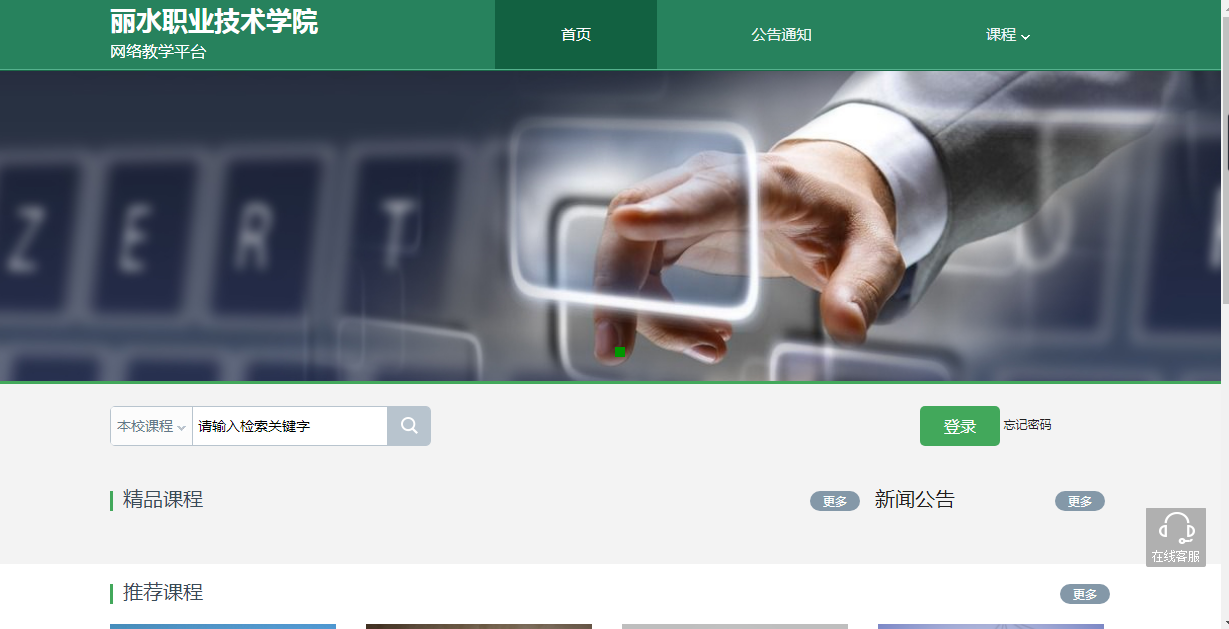 丽水职业技术学院
网络教学平台
首页
公告通知
课程
Z E R T
本校课程
请输入检索关键字
登录
忘记密码
精品课程
更多
新闻公告
更多
在线客服
推荐课程
更多